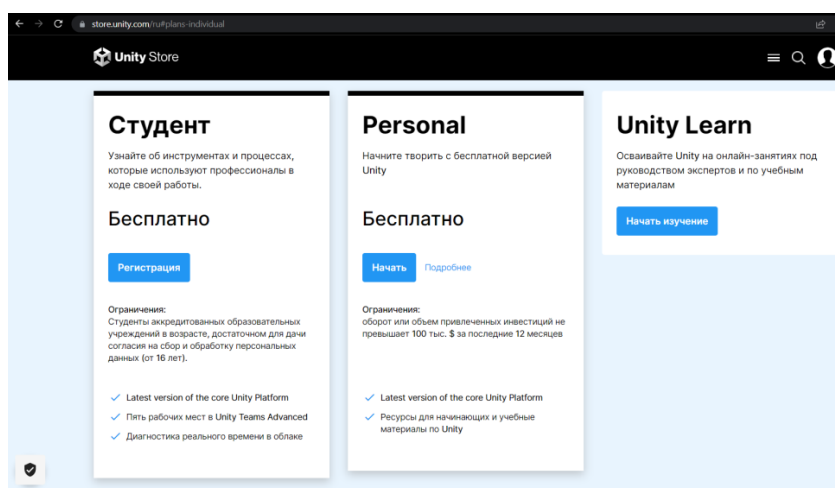 store.unity.com/ru#plans-individual
Unity Store
Студент
Узнайте об инструментах и процессах,
которые используют профессионалы в
ходе своей работы.
Бесплатно
Регистрация
Ограничения:
Студенты аккредитованных образовательных
учреждений в возрасте, достаточном для дачи
согласия на сбор и обработку персональных
данных (от 16 лет).
Latest version of the core Unity Platform
Пять рабочих мест в Unity Teams Advanced
Диагностика реального времени в облаке
Personal
Начните творить с бесплатной версией
Unity
Бесплатно
Начать
Подробнее
Ограничения:
оборот или объем привлеченных инвестиций не
превышает 100 тыс. $ за последние 12 месяцев
Latest version of the core Unity Platform
Ресурсы для начинающих и учебные
материалы по Unity
Unity Learn
Осваивайте Unity на онлайн-занятиях под
руководством экспертов и по учебным
материалам
Начать изучение